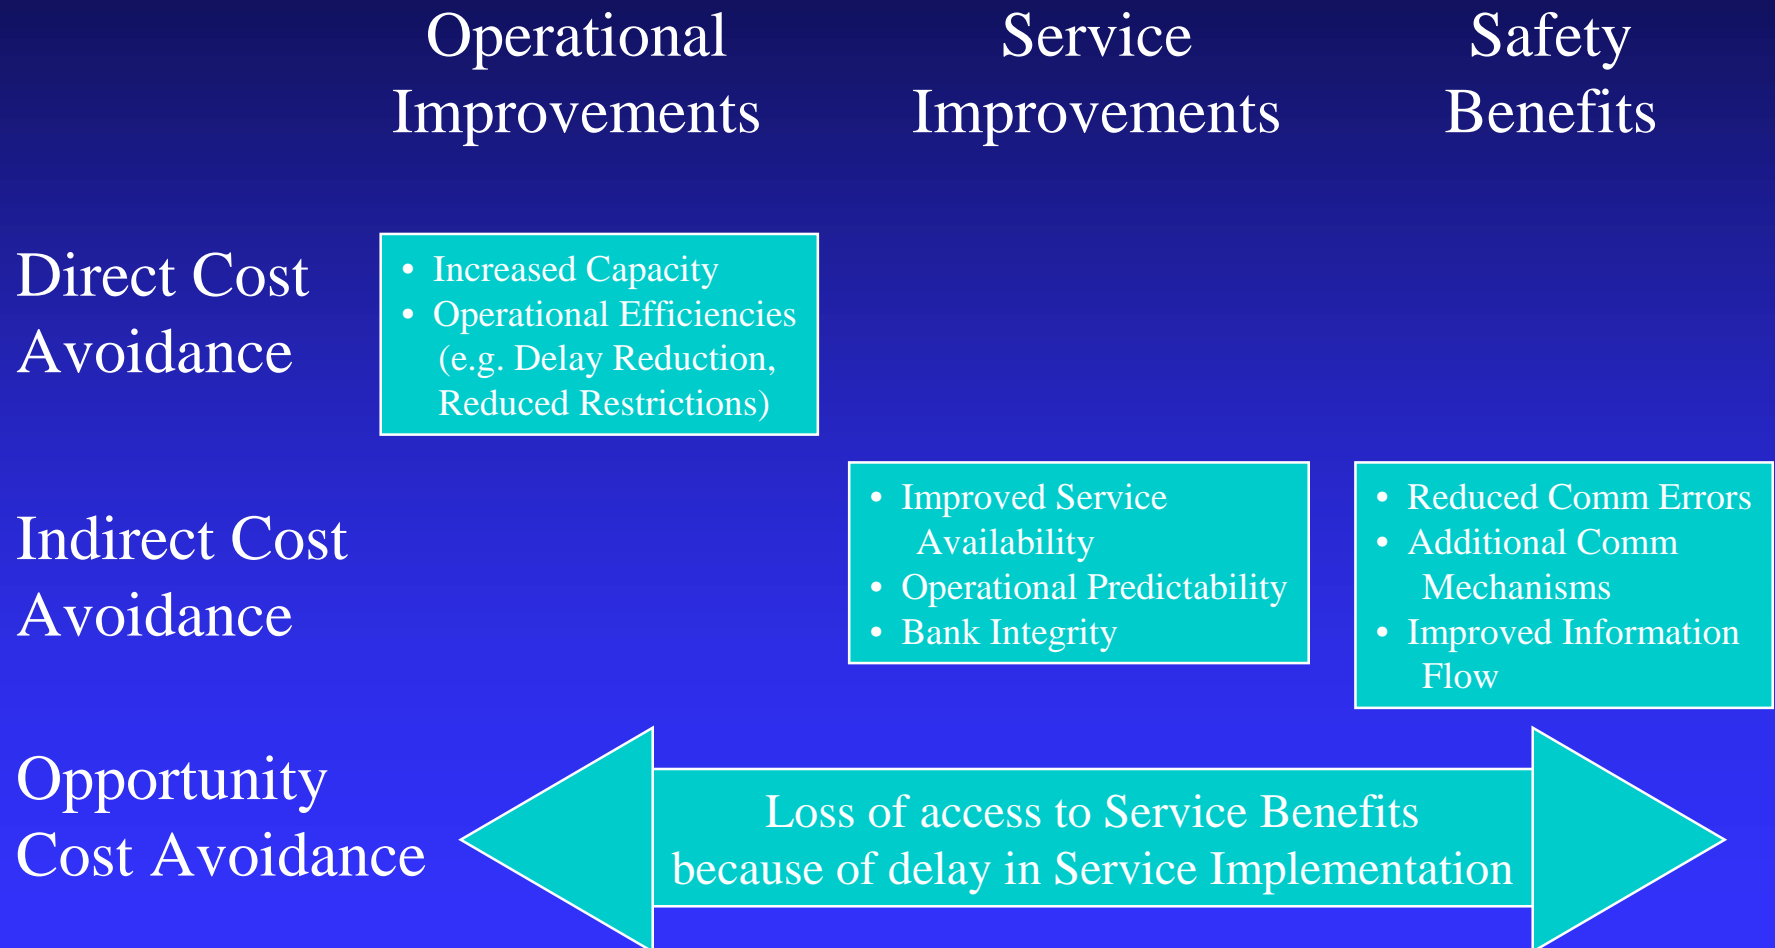 Operational
Improvements
Service
Improvements
Safety
Benefits
Direct Cost
Avoidance
• Increased Capacity
• Operational Efficiencies
(e.g. Delay Reduction,
Reduced Restrictions)
Indirect Cost
Avoidance
• Improved Service
Availability
• Operational Predictability
• Bank Integrity
• Reduced Comm Errors
• Additional Comm
Mechanisms
• Improved Information
Flow
Opportunity
Cost Avoidance
Loss of access to Service Benefits
because of delay in Service Implementation